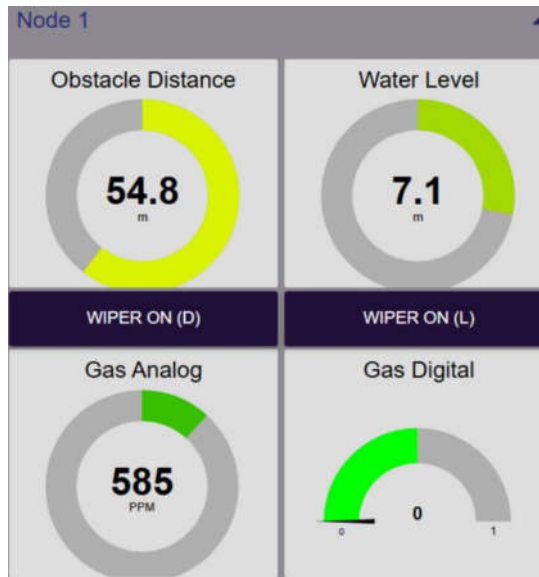 Node 1
Obstacle Distance
54.8
m
Water Level
7.1
m
WIPER ON (D)
WIPER ON (L)
Gas Analog
585
PPM
Gas Digital
0
0
1